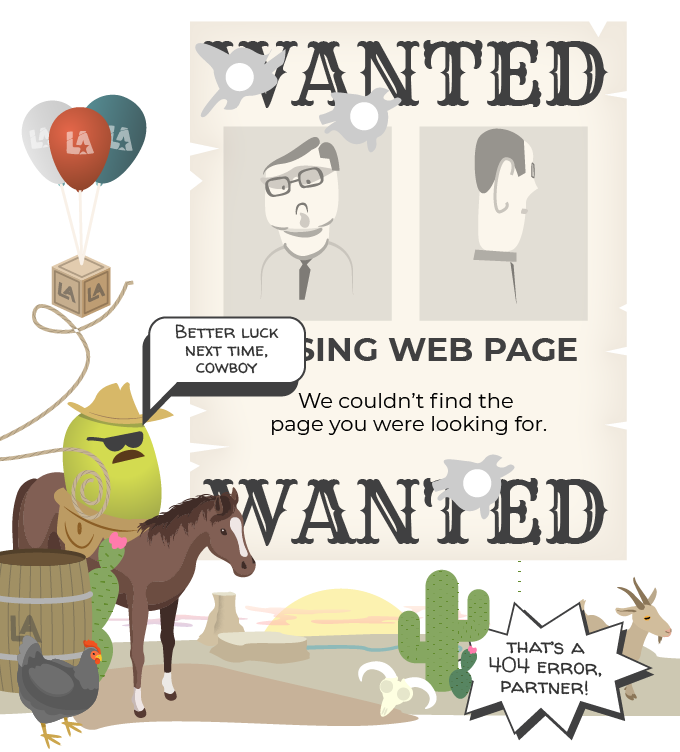 WANTED
LA
LA
LA
LA LA
BETTER LUCK
NEXT TIME,
COWBOY
SING WEB PAGE
We couldn't find the
page you were looking for.
WANTED
LA
THAT'S A
404 ERROR,
PARTNER!